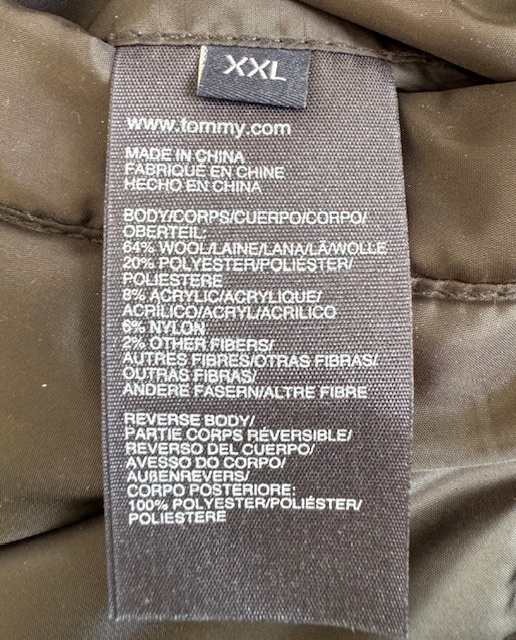 XXL
www.tommy.com
MADE IN CHINA
FABRIQUÉ EN CHINE
HECHO EN CHINA
BODY/CORPS/CUERPO/CORPO/
OBERTEIL:
64% WOOL/LAINE/LANA/LÃ/WOLLE
20% POLYESTER/POLIÉSTER/
POLIESTERE
8% ACRYLIC/ACRYLIQUE/
ACRÍLICO/ACRYL/ACRILICO
6% NYLON
2% OTHER FIBERS/
AUTRES FIBRES/OTRAS FIBRAS/
OUTRAS FIBRAS/
ANDERE FASERN/ALTRE FIBRE
REVERSE BODY/
PARTIE CORPS RÉVERSIBLE/
REVERSO DEL CUERPO/
AVESSO DO CORPO/
AUßENREVERS/
CORPO POSTERIORE:
100% POLYESTER/POLIÉSTER/
POLIESTERE